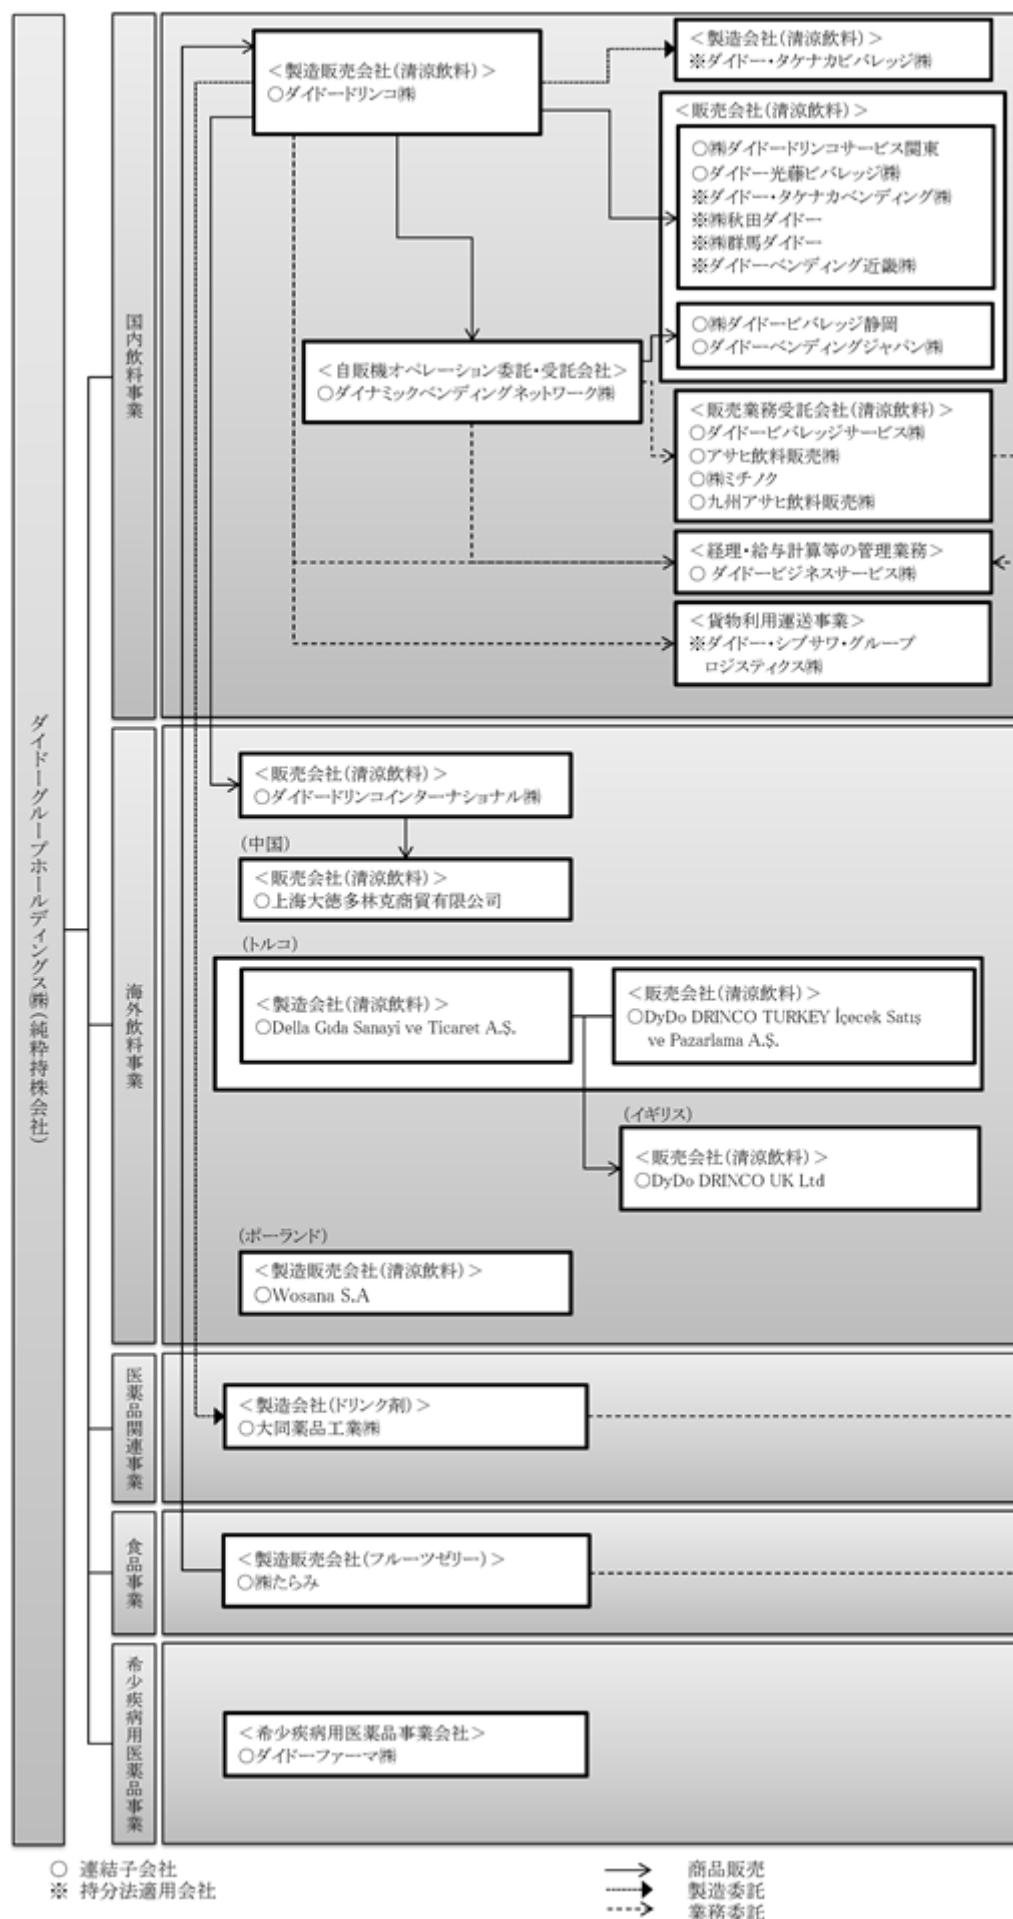 ダイドーグループホールディングス㈱(純粋持株会社)
国内飲料事業
＜製造販売会社(清涼飲料)＞
○ダイドードリンコ㈱
＜製造会社(清涼飲料)＞
※ダイドー・タケナカビバレッジ㈱
＜販売会社(清涼飲料)＞
○㈱ダイドードリンコサービス関東
○ダイドー光藤ビバレッジ㈱
※ダイドー・タケナカベンディング㈱
※㈱秋田ダイドー
※㈱群馬ダイドー
※ダイドーベンディング近畿㈱
○㈱ダイドービバレッジ静岡
○ダイドーベンディングジャパン㈱
＜自販機オペレーション委託・受託会社＞
○ダイナミックベンディングネットワーク㈱
＜販売業務受託会社(清涼飲料)＞
○ダイドービバレッジサービス㈱
○アサヒ飲料販売㈱
○㈱ミチノク
○九州アサヒ飲料販売㈱
＜経理・給与計算等の管理業務＞
○ ダイドービジネスサービス㈱
＜貨物利用運送事業＞
※ダイドー・シブサワ・グループ
ロジスティクス㈱
海外飲料事業
＜販売会社(清涼飲料)＞
○ダイドードリンコインターナショナル㈱
(中国)
＜販売会社(清涼飲料)＞
○上海大徳多林克商貿有限公司
(トルコ)
＜製造会社(清涼飲料)＞
○Della Gıda Sanayi ve Ticaret A.Ş.
＜販売会社(清涼飲料)＞
○DyDo DRINCO TURKEY İçecek Satış
ve Pazarlama A.Ş.
(イギリス)
＜販売会社(清涼飲料)＞
○DyDo DRINCO UK Ltd
(ポーランド)
＜製造販売会社(清涼飲料)＞
○Wosana S.A
医薬品関連事業
＜製造会社(ドリンク剤)＞
○大同薬品工業㈱
食品事業
＜製造販売会社(フルーツゼリー)＞
○㈱たらみ
希少疾病用医薬品事業
＜希少疾病用医薬品事業会社＞
○ダイドーファーマ㈱
○ 連結子会社
※ 持分法適用会社
商品販売
製造委託
業務委託